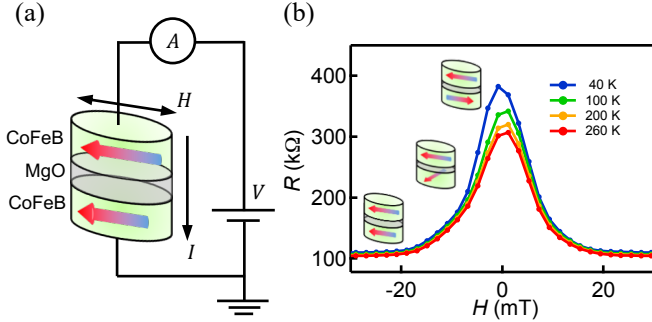 (a)
A
H
CoFeB
MgO
CoFeB
V
I
(b)
R (kΩ)
400
300
200
100
-20
0
20
H (mT)
40 K
100 K
200 K
260 K